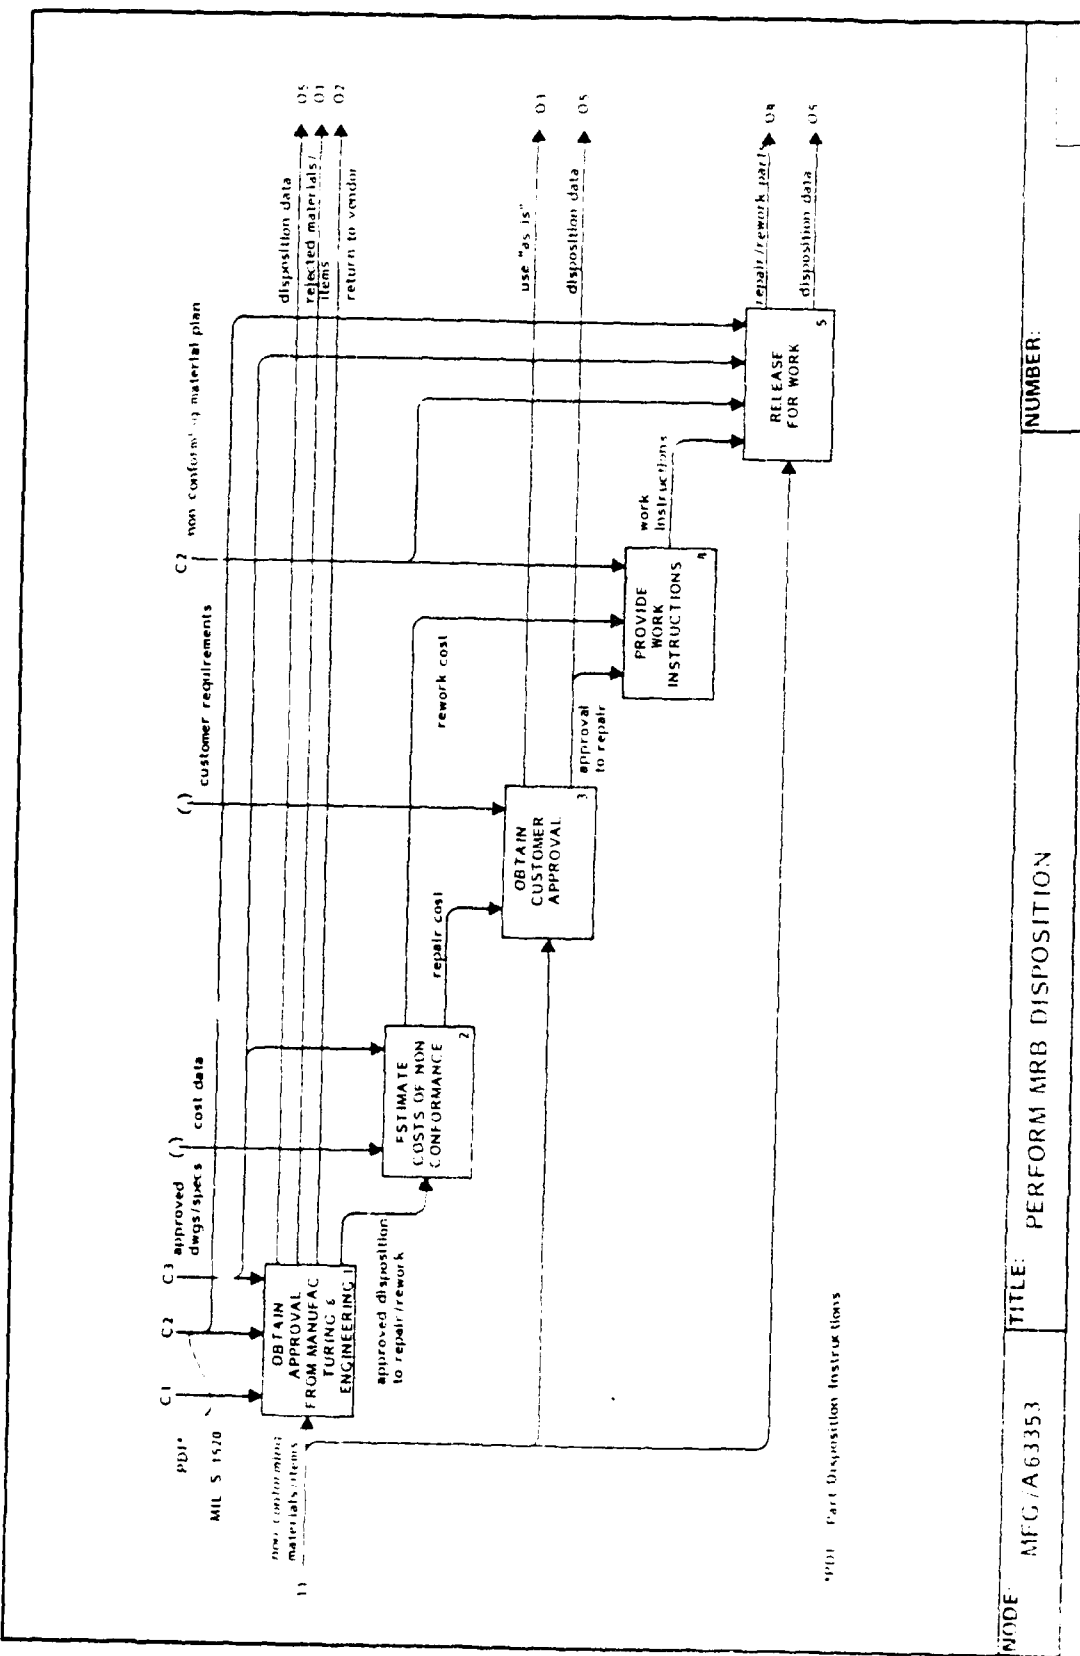 PDI*
C1
C2
C3
approved
dwgs/specs
( )
cost data
( )
customer requirements
C2
non conforming material plan
MIL S 1520
I1
non conforming
materials/items
OBTAIN
APPROVAL
FROM MANUFAC
TURING &
ENGINEERING 1
disposition data
O5
rejected materials/
items
O1
return to vendor
O2
approved disposition
to repair/rework
ESTIMATE
COSTS OF NON
CONFORMANCE
2
rework cost
repair cost
OBTAIN
CUSTOMER
APPROVAL
3
use "as is"
O3
disposition data
O5
approval
to repair
PROVIDE
WORK
INSTRUCTIONS
4
work
instructions
RELEASE
FOR WORK
5
repair/rework parts
O4
disposition data
O5
*PDI Part Disposition Instructions
NODE:
MFG/A63353
TITLE:
PERFORM MRB DISPOSITION
NUMBER: